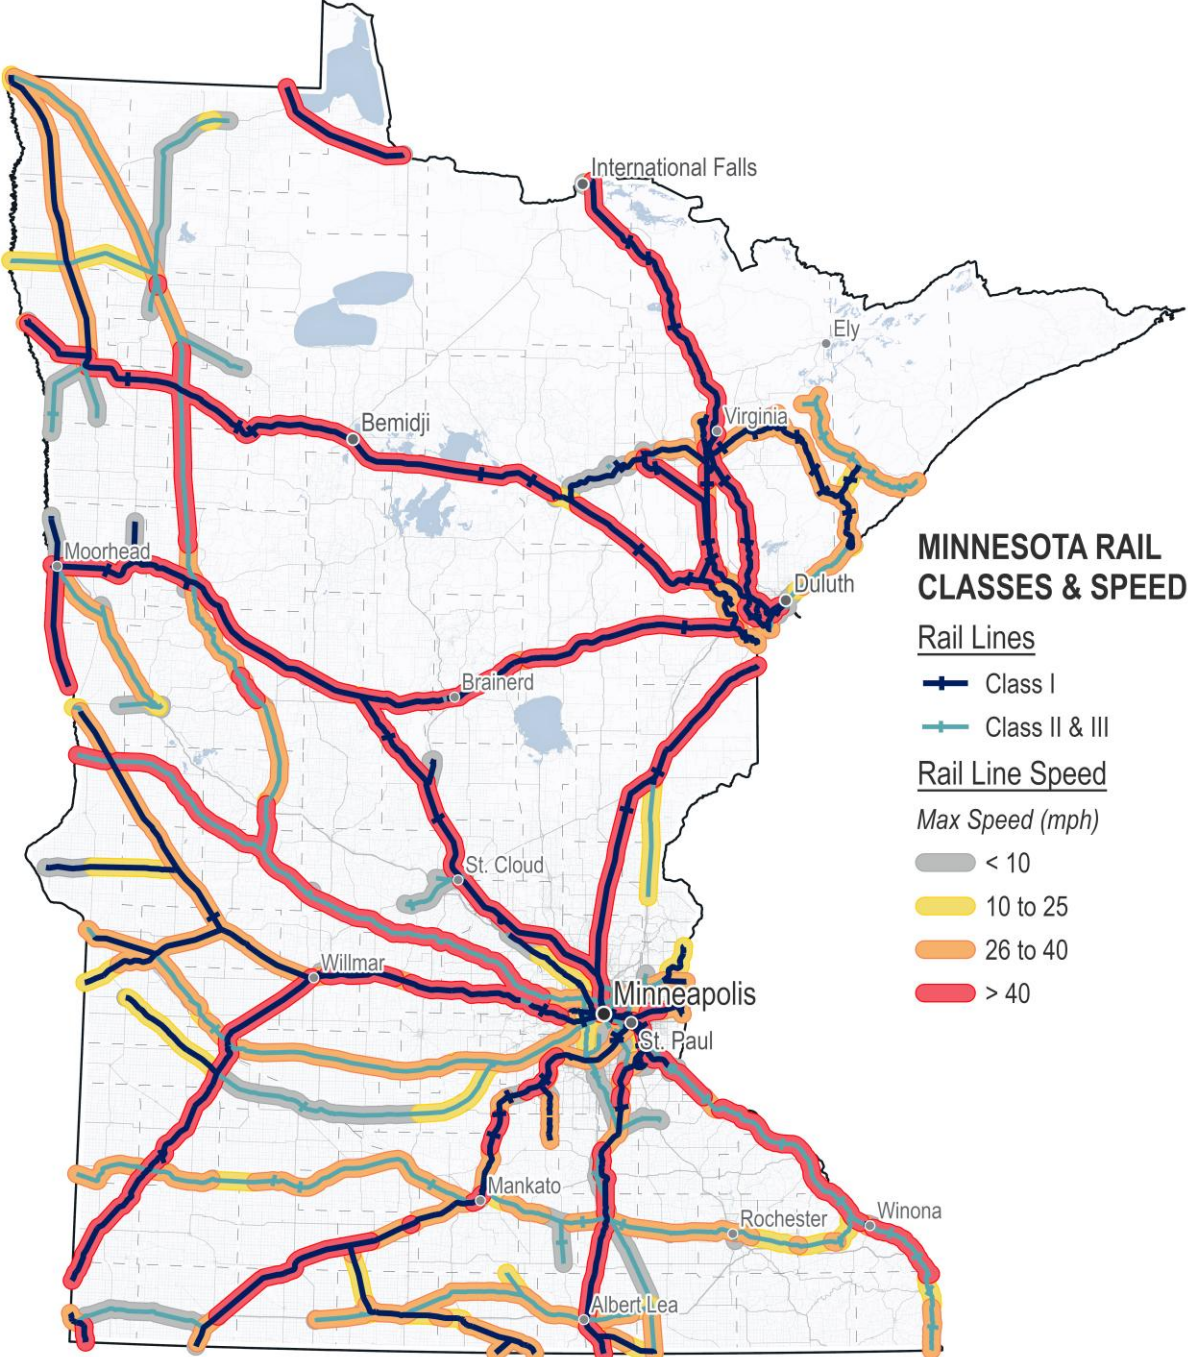 International Falls
Ely
Bemidji
Virginia
Moorhead
Duluth
Brainerd
St. Cloud
Willmar
Minneapolis
St. Paul
Mankato
Rochester
Winona
Albert Lea
MINNESOTA RAIL
CLASSES & SPEED
Rail Lines
Class I
Class II & III
Rail Line Speed
Max Speed (mph)
< 10
10 to 25
26 to 40
> 40